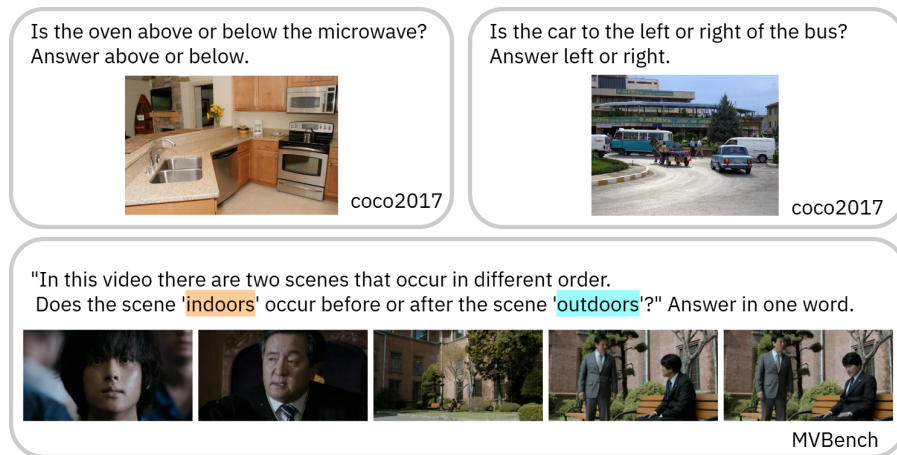 Is the oven above or below the microwave?
Answer above or below.
coco2017
Is the car to the left or right of the bus?
Answer left or right.
coco2017
"In this video there are two scenes that occur in different order.
Does the scene 'indoors' occur before or after the scene 'outdoors'?" Answer in one word.
MVBench